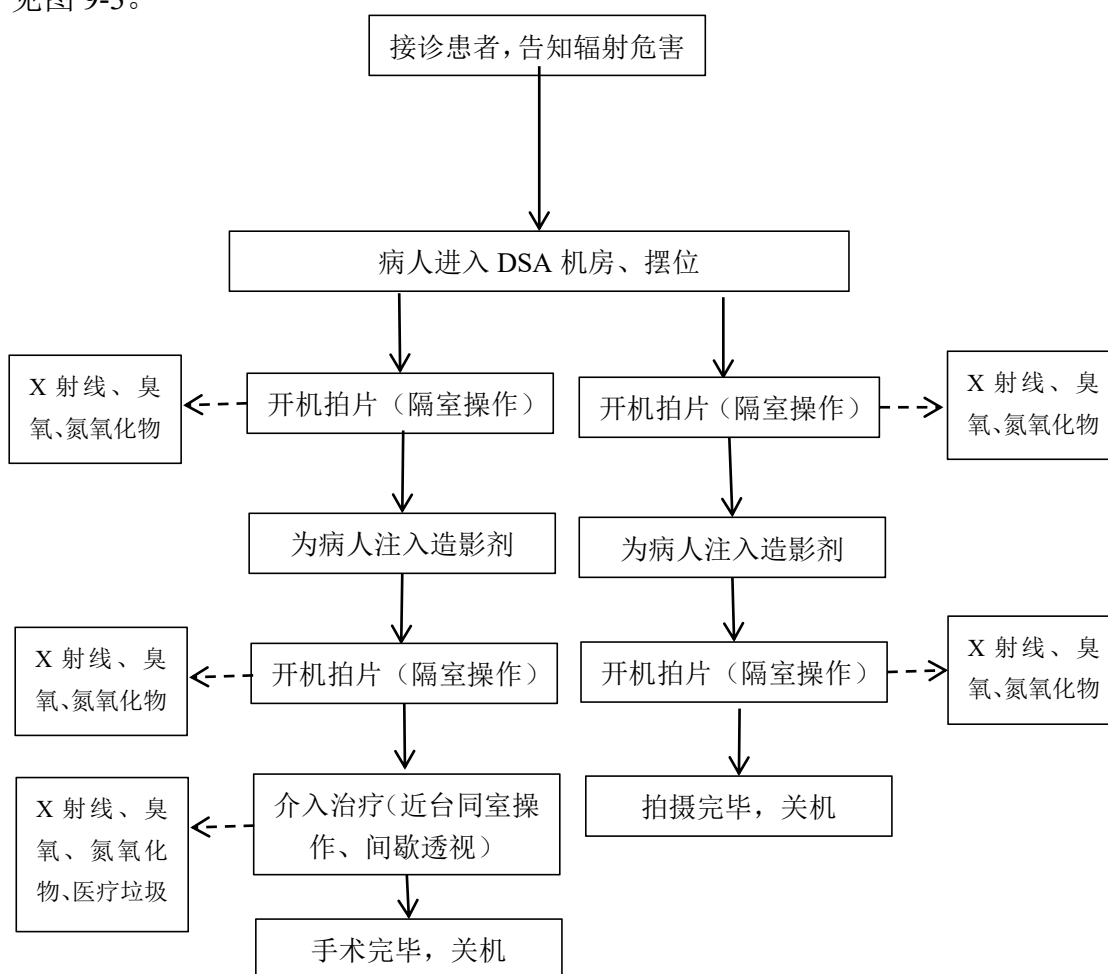 见图 9-5。
接诊患者，告知辐射危害
病人进入 DSA 机房、摆位
X 射线、臭
氧、氮氧化物
开机拍片（隔室操作）
开机拍片（隔室操作）
X 射线、臭
氧、氮氧化物
为病人注入造影剂
为病人注入造影剂
X 射线、臭
氧、氮氧化物
开机拍片（隔室操作）
开机拍片（隔室操作）
X 射线、臭
氧、氮氧化物
X 射线、臭
氧、氮氧化
物、医疗垃圾
介入治疗（近台同室操
作、间歇透视）
拍摄完毕，关机
手术完毕，关机